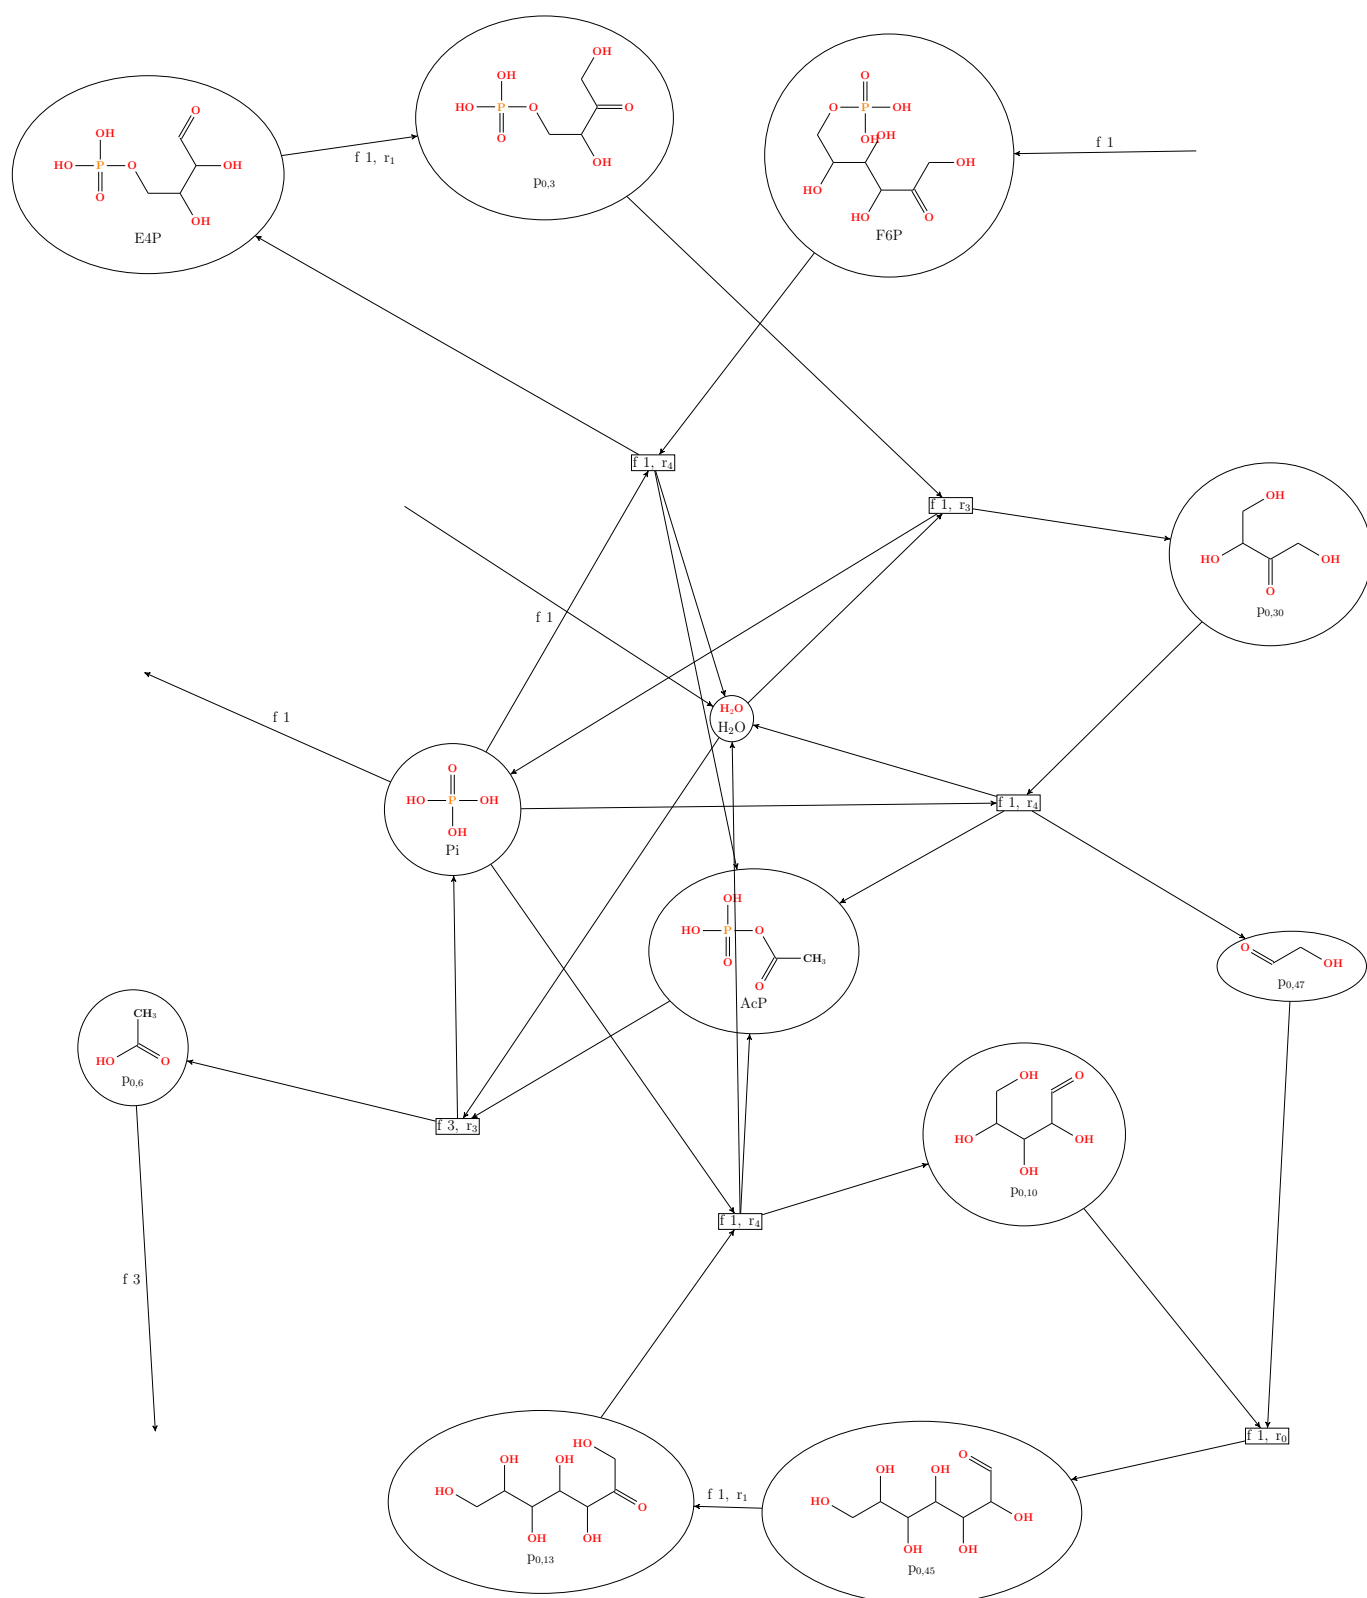 OH
OH
HO P O O
O
OH
p₀,₃
O
OH
HO P O OH
O
OH
E4P
f 1, r₁
O
O P OH
OH
OH
OH
HO
HO O
F6P
f 1
f 1, r₄
f 1, r₃
OH
HO OH
O
p₀,₃₀
f 1
f 1
H₂O
H₂O
O
HO P OH
OH
Pi
f 1, r₄
OH
HO P O
O CH₃
O
AcP
O
OH
p₀,₄₇
CH₃
HO O
p₀,₆
f 3, r₃
OH O
HO OH
OH
p₀,₁₀
f 1, r₄
f 3
f 1, r₀
HO
OH OH
HO
O
OH OH
p₀,₁₃
f 1, r₁
O
OH OH
HO
OH
OH OH
p₀,₄₅